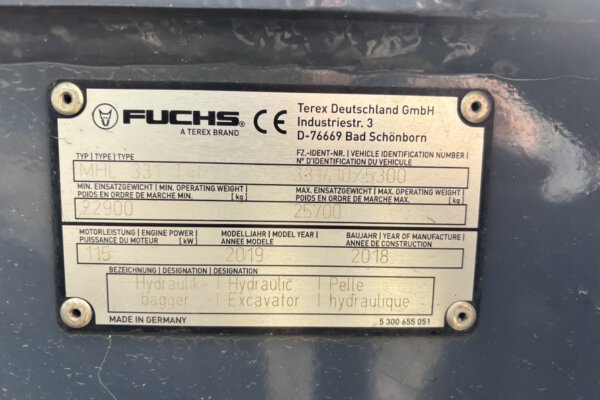 FUCHS®
A TEREX BRAND
CE
Terex Deutschland GmbH
Industriestr. 3
D-76669 Bad Schönborn
TYP | TYPE | TYPE
MHL
FZ.-IDENT-NR. | VEHICLE IDENTIFICATION NUMBER |
N° D'IDENTIFICATION DU VÉHICULE
MIN. EINSATZGEWICHT | MIN. OPERATING WEIGHT |
POIDS EN ORDRE DE MARCHE MIN. [kg]
22900
MAX. EINSATZGEWICHT | MAX. OPERATING WEIGHT |
POIDS EN ORDRE DE MARCHE MAX. [kg]
25700
MOTORLEISTUNG | ENGINE POWER |
PUISSANCE DU MOTEUR [kW]
115
MODELLJAHR | MODEL YEAR |
ANNÉE MODELE
2019
BAUJAHR | YEAR OF MANUFACTURE |
ANNÉE DE CONSTRUCTION
2018
BEZEICHNUNG | DESIGNATION | DESIGNATION
Hydraulik- | Hydraulic | Pelle
bagger | Excavator | hydraulique
MADE IN GERMANY
5 300 655 051